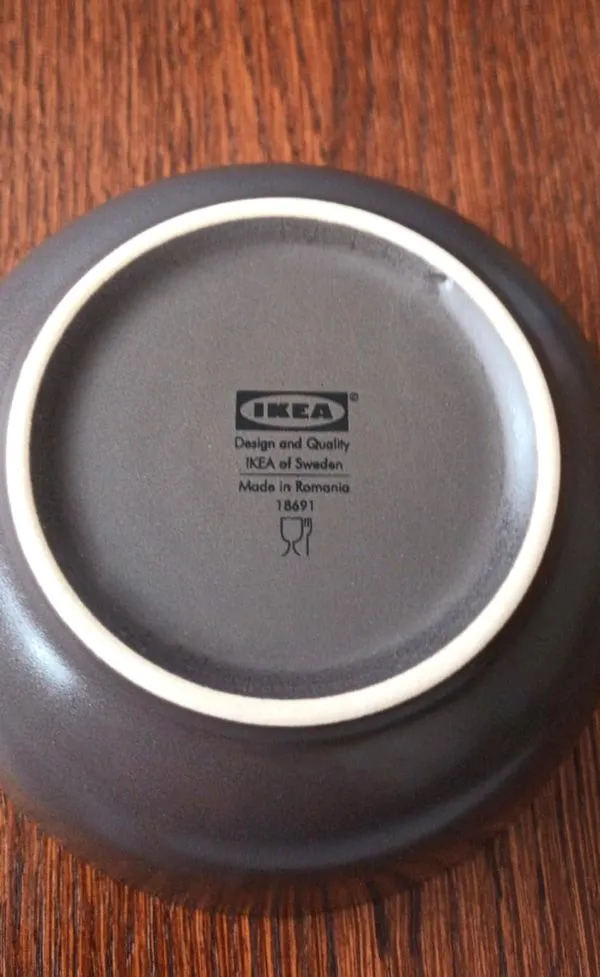 IKEA®
Design and Quality
IKEA of Sweden
Made in Romania
18691